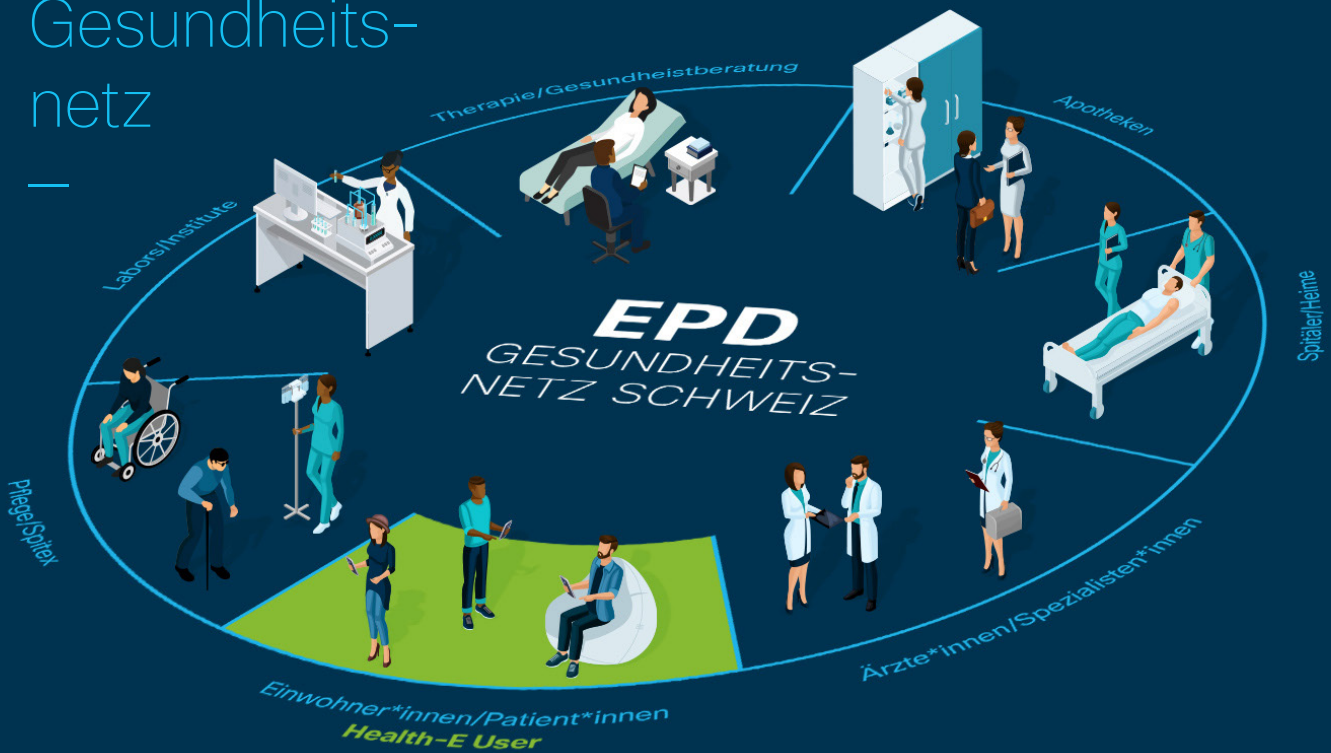 Gesundheits-
netz
Therapie/Gesundheistberatung
Apotheken
Labors/Institute
Spitäler/Heime
EPD
GESUNDHEITS-
NETZ SCHWEIZ
Pflege/Spitex
Ärzte*innen/Spezialisten*innen
Einwohner*innen/Patient*innen
Health-E User